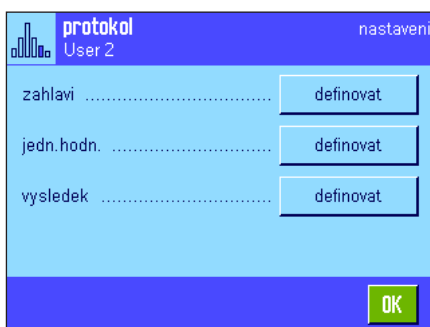 protokol
nastaveni
User 2
zahlavi ................................ definovat
jedn.hodn. ........................... definovat
vysledek ............................. definovat
OK